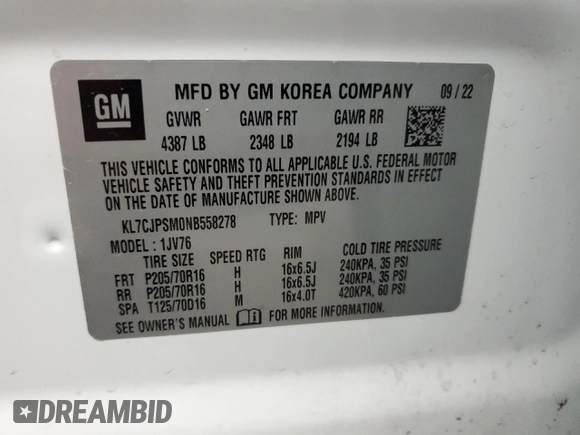 GM
MFD BY GM KOREA COMPANY 09 / 22
GVWR GAWR FRT GAWR RR
4387 LB 2348 LB 2194 LB
THIS VEHICLE CONFORMS TO ALL APPLICABLE U.S. FEDERAL MOTOR
VEHICLE SAFETY AND THEFT PREVENTION STANDARDS IN EFFECT
ON THE DATE OF MANUFACTURE SHOWN ABOVE.
KL7CJPSM0NB558278 TYPE: MPV
MODEL : 1JV76
TIRE SIZE SPEED RTG RIM COLD TIRE PRESSURE
FRT P205/70R16 H 16x6.5J 240KPA, 35 PSI
RR P205/70R16 H 16x6.5J 240KPA, 35 PSI
SPA T125/70D16 M 16x4.0T 420KPA, 60 PSI
SEE OWNER'S MANUAL FOR MORE INFORMATION.
DREAMBID